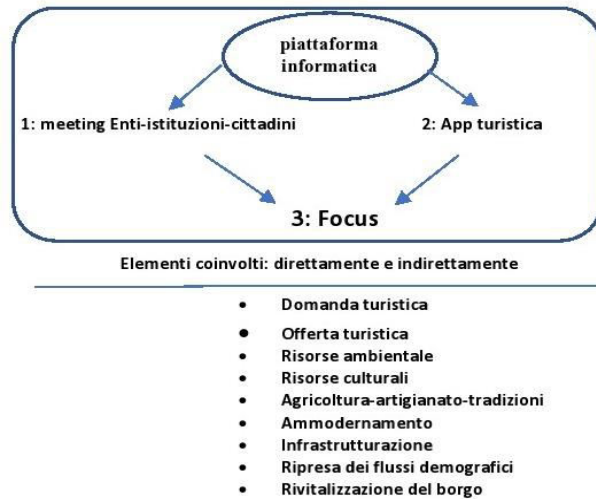 piattaforma
informatica
1: meeting Enti-istituzioni-cittadini
2: App turistica
3: Focus
Elementi coinvolti: direttamente e indirettamente
• Domanda turistica
• Offerta turistica
• Risorse ambientale
• Risorse culturali
• Agricoltura-artigianato-tradizioni
• Ammodernamento
• Infrastrutturazione
• Ripresa dei flussi demografici
• Rivitalizzazione del borgo